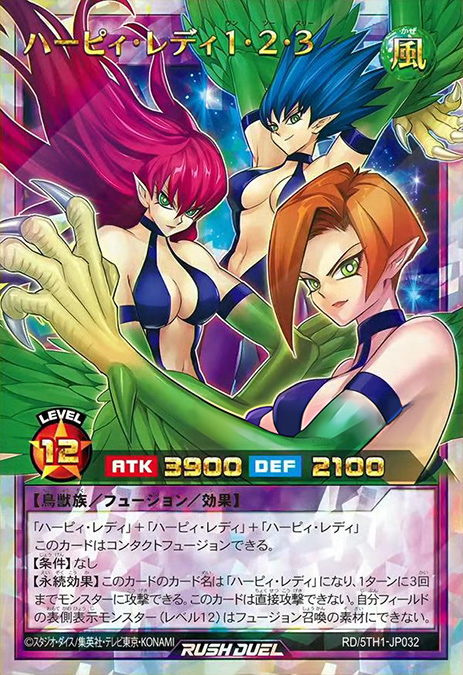 ハーピィ・レディ1・2・3
風
LEVEL
12
ATK 3900 DEF 2100
【鳥獣族/フュージョン/効果】
「ハーピィ・レディ」+「ハーピィ・レディ」+「ハーピィ・レディ」
このカードはコンタクトフュージョンできる。
【条件】なし
【永続効果】このカードのカード名は「ハーピィ・レディ」になり、1ターンに3回
までモンスターに攻撃できる。このカードは直接攻撃できない。自分フィールド
の表側表示モンスター(レベル12)はフュージョン召喚の素材にできない。
©スタジオ・ダイス/集英社・テレビ東京・KONAMI
RUSH DUEL
RD/5TH1-JP032